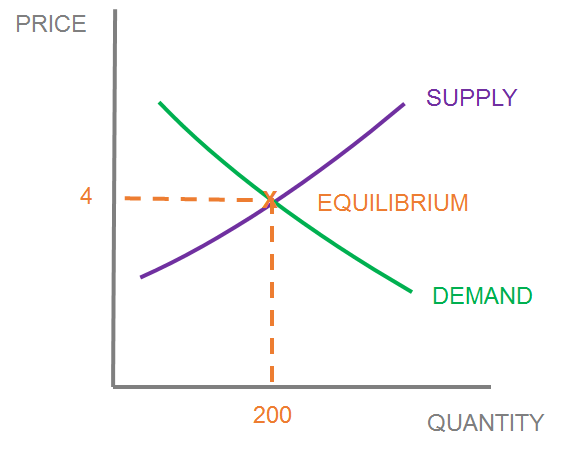 PRICE
SUPPLY
4
X
EQUILIBRIUM
DEMAND
200
QUANTITY